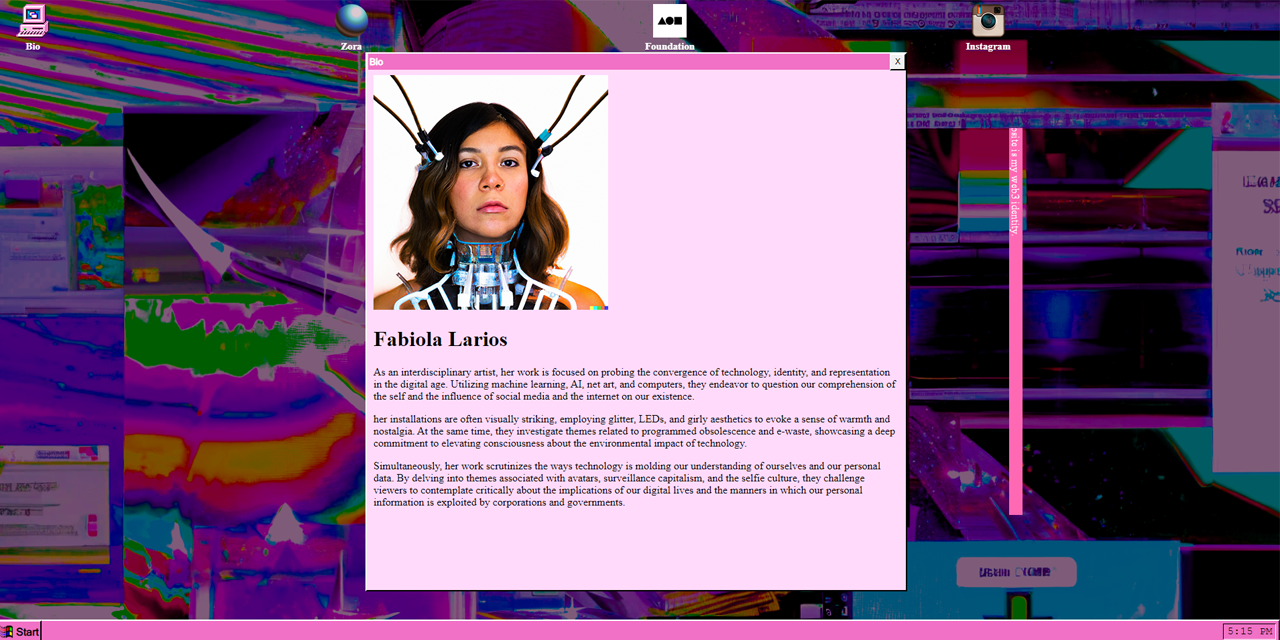 Bio
Zora
Foundation
Instagram
Bio
X
is my web3 identity.
Fabiola Larios
As an interdisciplinary artist, her work is focused on probing the convergence of technology, identity, and representation
in the digital age. Utilizing machine learning, AI, net art, and computers, they endeavor to question our comprehension of
the self and the influence of social media and the internet on our existence.
her installations are often visually striking, employing glitter, LEDs, and girly aesthetics to evoke a sense of warmth and
nostalgia. At the same time, they investigate themes related to programmed obsolescence and e-waste, showcasing a deep
commitment to elevating consciousness about the environmental impact of technology.
Simultaneously, her work scrutinizes the ways technology is molding our understanding of ourselves and our personal
data. By delving into themes associated with avatars, surveillance capitalism, and the selfie culture, they challenge
viewers to contemplate critically about the implications of our digital lives and the manners in which our personal
information is exploited by corporations and governments.
Start
5:15 PM